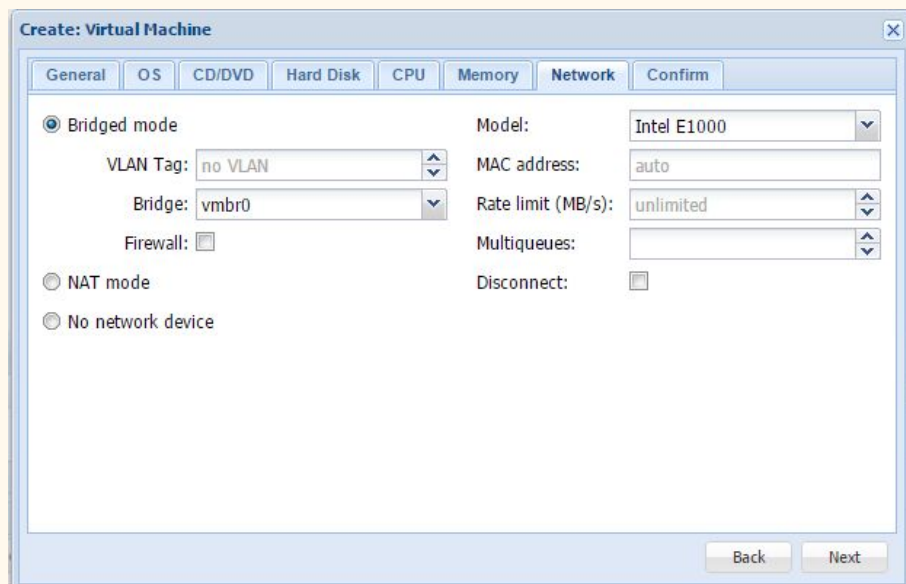 Create: Virtual Machine
General OS CD/DVD Hard Disk CPU Memory Network Confirm
Bridged mode Model: Intel E1000
VLAN Tag: no VLAN MAC address: auto
Bridge: vmbr0 Rate limit (MB/s): unlimited
Firewall: Multiqueues:
NAT mode Disconnect:
No network device
Back Next